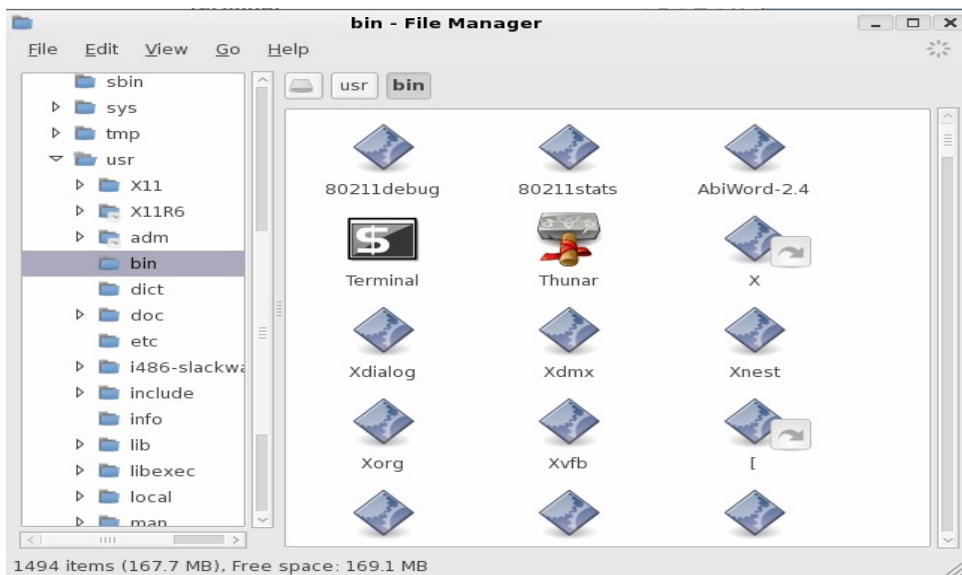 bin - File Manager
File Edit View Go Help
sbin
sys
tmp
usr
X11
X11R6
adm
bin
dict
doc
etc
i486-slackwa
include
info
lib
libexec
local
man
usr bin
80211debug 80211stats AbiWord-2.4
Terminal Thunar X
Xdialog Xdmx Xnest
Xorg Xvfb [
1494 items (167.7 MB), Free space: 169.1 MB